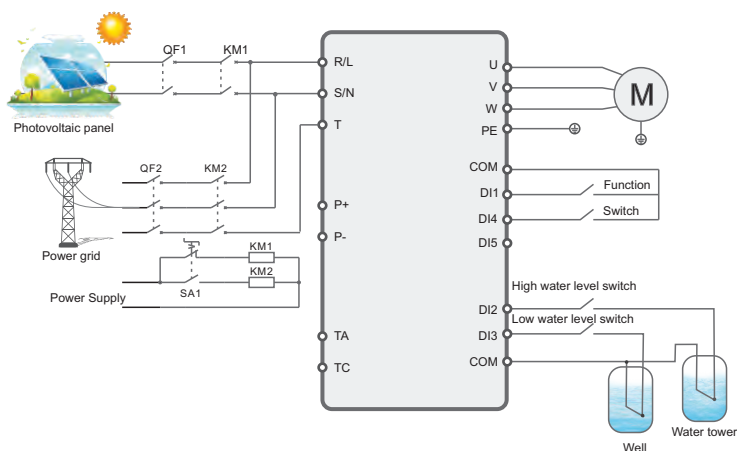 QF1
KM1
Photovoltaic panel
QF2
KM2
Power grid
KM1
KM2
Power Supply
SA1
R/L
S/N
T
P+
P-
TA
TC
U
V
W
PE
M
COM
DI1
Function
DI4
Switch
DI5
High water level switch
DI2
Low water level switch
DI3
COM
Water tower
Well